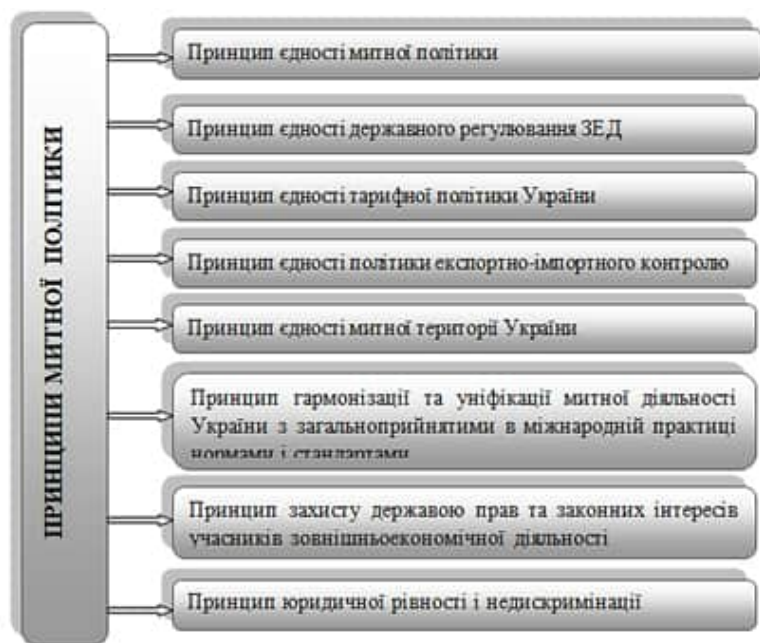 ПРИНЦИПИ МИТНОЇ ПОЛІТИКИ
Принцип єдності митної політики
Принцип єдності державного регулювання ЗЕД
Принцип єдності тарифної політики України
Принцип єдності політики експортно-імпортного контролю
Принцип єдності митної території України
Принцип гармонізації та уніфікації митної діяльності
України з загальноприйнятими в міжнародній практиці
нормами і стандартами
Принцип захисту державою прав та законних інтересів
учасників зовнішньоекономічної діяльності
Принцип юридичної рівності і недискримінації